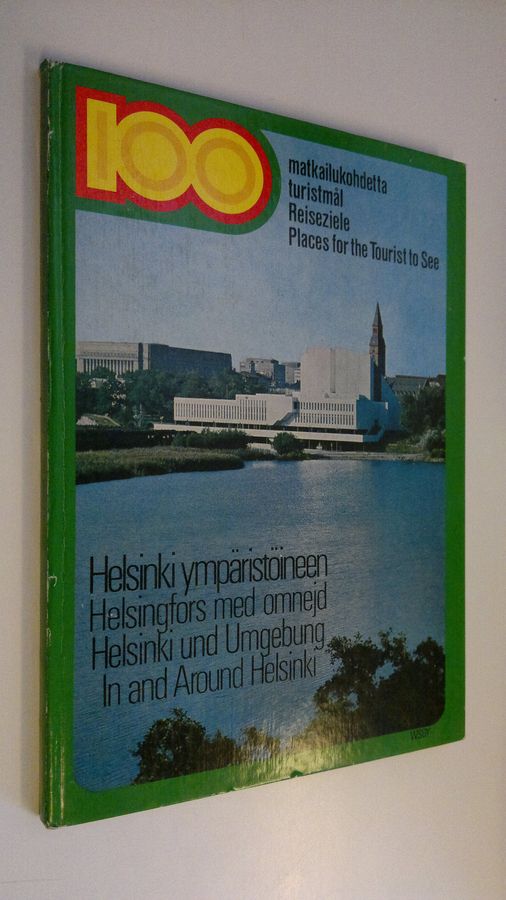 100
matkailukohdetta
turistmål
Reiseziele
Places for the Tourist to See
Helsinki ympäristöineen
Helsingfors med omnejd
Helsinki und Umgebung
In and Around Helsinki
WSOY